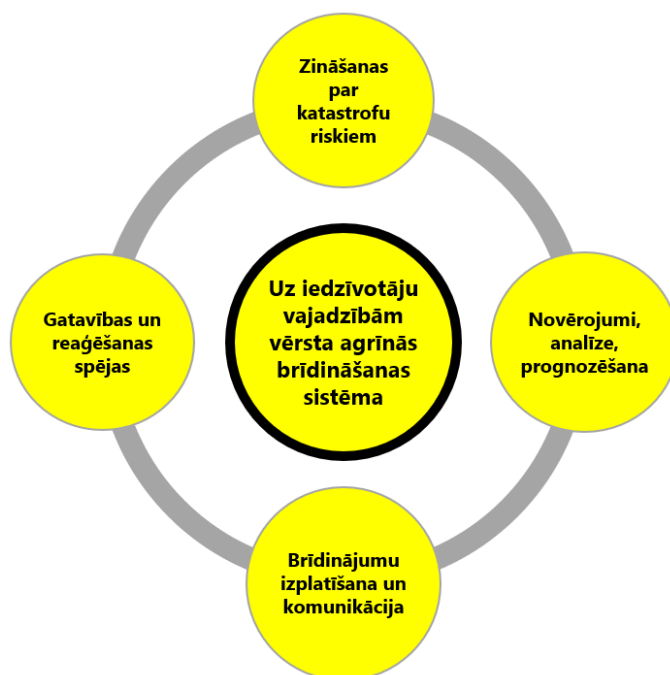 Zināšanas
par
katastrofu
riskiem
Uz iedzīvotāju
vajadzībām
vērsta agrīnās
brīdināšanas
sistēma
Gatavības un
reaģēšanas
spējas
Novērojumi,
analīze,
prognozēšana
Brīdinājumu
izplatīšana un
komunikācija